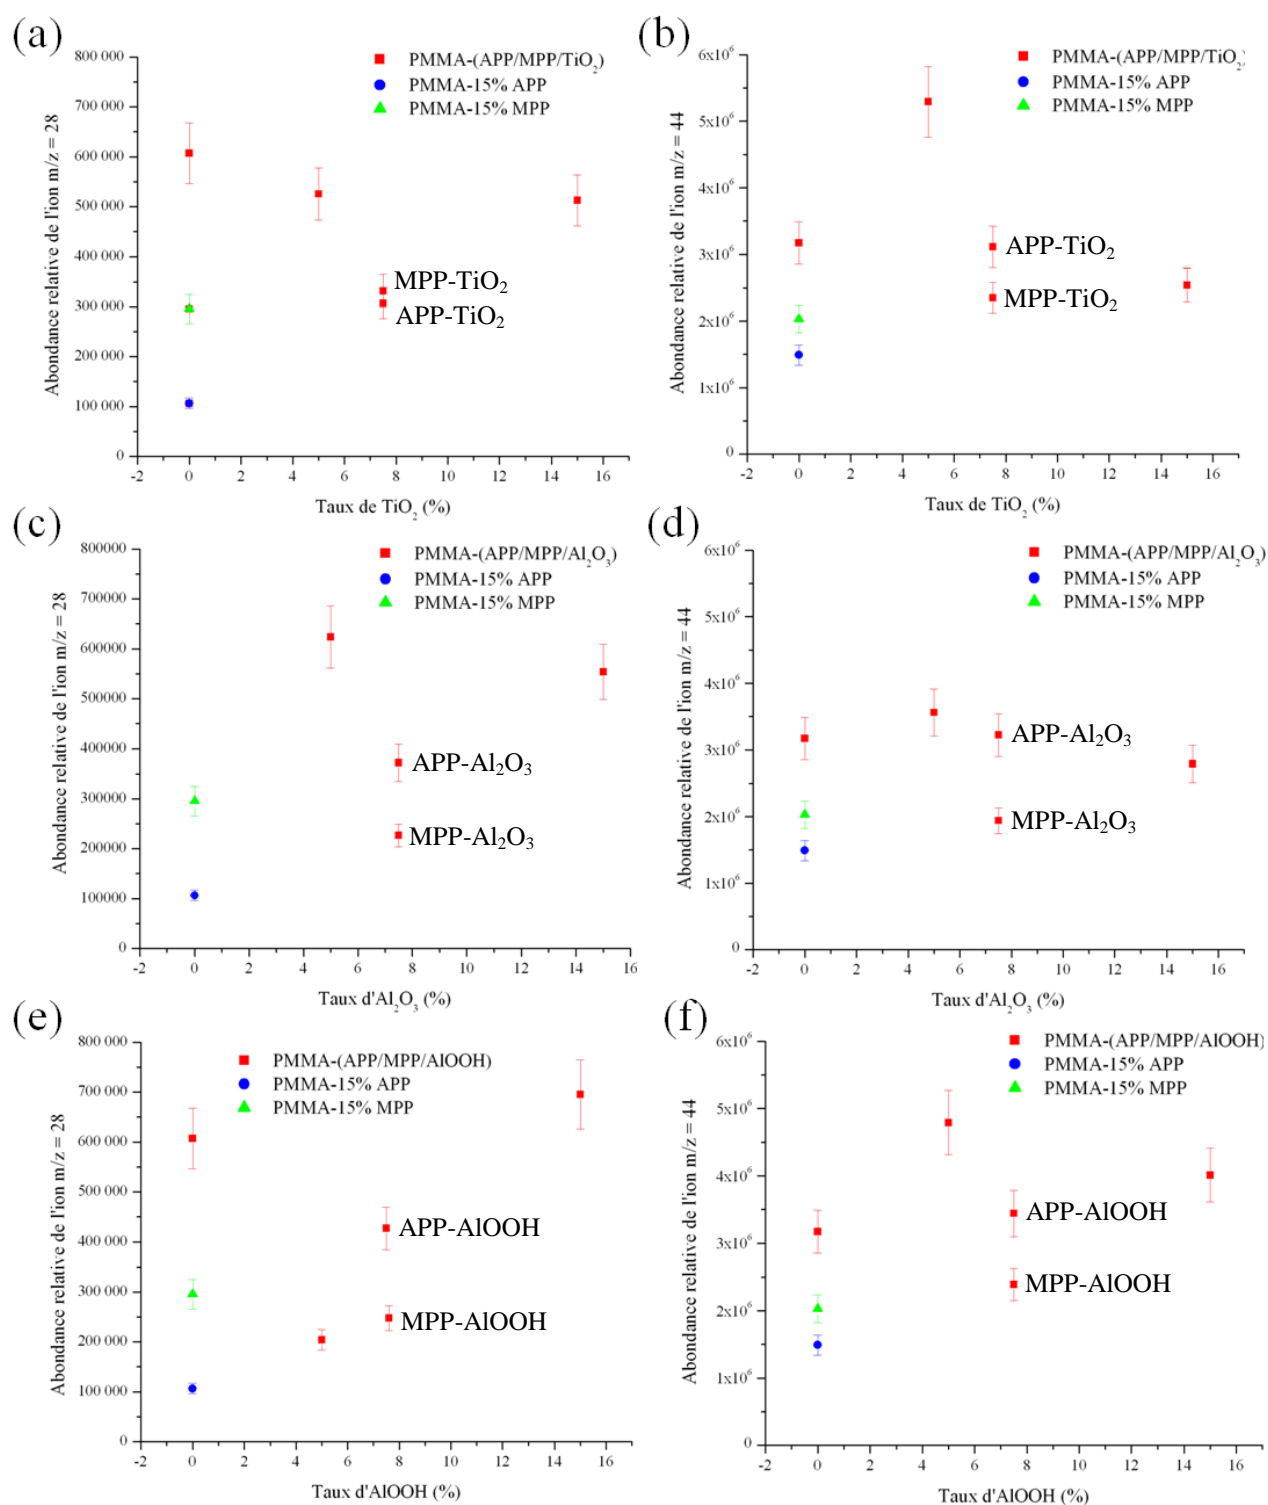 (a)
PMMA-(APP/MPP/TiO2)
PMMA-15% APP
PMMA-15% MPP
Abondance relative de l'ion m/z = 28
800 000
700 000
600 000
500 000
400 000
300 000
200 000
100 000
0
MPP-TiO2
APP-TiO2
-2 0 2 4 6 8 10 12 14 16
Taux de TiO2 (%)
(b)
PMMA-(APP/MPP/TiO2)
PMMA-15% APP
PMMA-15% MPP
Abondance relative de l'ion m/z = 44
6x10^6
5x10^6
4x10^6
3x10^6
2x10^6
1x10^6
0
APP-TiO2
MPP-TiO2
-2 0 2 4 6 8 10 12 14 16
Taux de TiO2 (%)
(c)
PMMA-(APP/MPP/Al2O3)
PMMA-15% APP
PMMA-15% MPP
Abondance relative de l'ion m/z = 28
800000
700000
600000
500000
400000
300000
200000
100000
0
APP-Al2O3
MPP-Al2O3
-2 0 2 4 6 8 10 12 14 16
Taux d'Al2O3 (%)
(d)
PMMA-(APP/MPP/Al2O3)
PMMA-15% APP
PMMA-15% MPP
Abondance relative de l'ion m/z = 44
6x10^6
5x10^6
4x10^6
3x10^6
2x10^6
1x10^6
0
APP-Al2O3
MPP-Al2O3
-2 0 2 4 6 8 10 12 14 16
Taux d'Al2O3 (%)
(e)
PMMA-(APP/MPP/AlOOH)
PMMA-15% APP
PMMA-15% MPP
Abondance relative de l'ion m/z = 28
800 000
700 000
600 000
500 000
400 000
300 000
200 000
100 000
0
APP-AlOOH
MPP-AlOOH
-2 0 2 4 6 8 10 12 14 16
Taux d'AlOOH (%)
(f)
PMMA-(APP/MPP/AlOOH)
PMMA-15% APP
PMMA-15% MPP
Abondance relative de l'ion m/z = 44
6x10^6
5x10^6
4x10^6
3x10^6
2x10^6
1x10^6
0
APP-AlOOH
MPP-AlOOH
-2 0 2 4 6 8 10 12 14 16
Taux d'AlOOH (%)